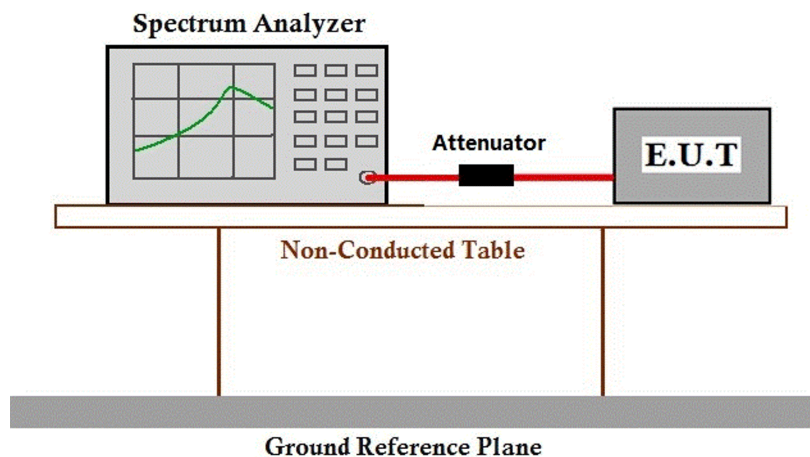 Spectrum Analyzer
Attenuator
E.U.T
Non-Conducted Table
Ground Reference Plane